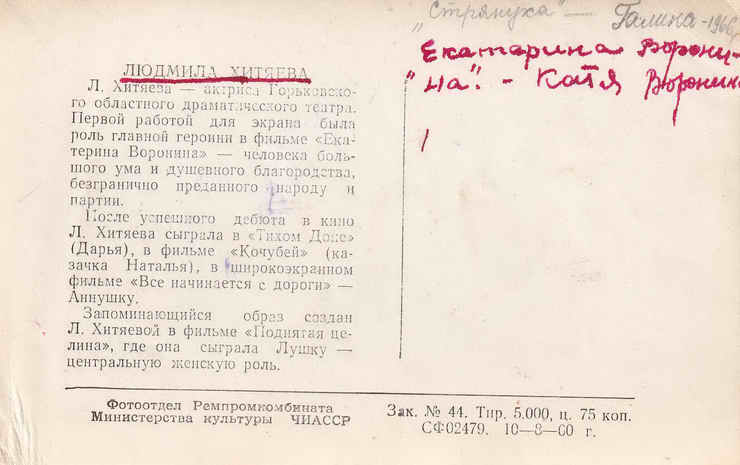 „Стряпуха" — Галина - 1966г
Екатерина Ворони-
"на". - Катя Воронин
ЛЮДМИЛА ХИТЯЕВА
Л. Хитяева — актриса Горьковско-
го областного драматического театра.
Первой работой для экрана была
роль главной героини в фильме «Ека-
терина Воронина» — человека боль-
шого ума и душевного благородства,
безгранично преданного народу и
партии.
После успешного дебюта в кино
Л. Хитяева сыграла в «Тихом Доне»
(Дарья), в фильме «Кочубей» (ка-
зачка Наталья), в широкоэкранном
фильме «Все начинается с дороги» —
Аннушку.
Запоминающийся образ создан
Л. Хитяевой в фильме «Поднятая це-
лина», где она сыграла Лушку —
центральную женскую роль.
Фотоотдел Ремпромкомбината
Министерства культуры ЧИАССР
Зак. № 44. Тир. 5.000, ц. 75 коп.
СФ02479. 10—8—60 г.